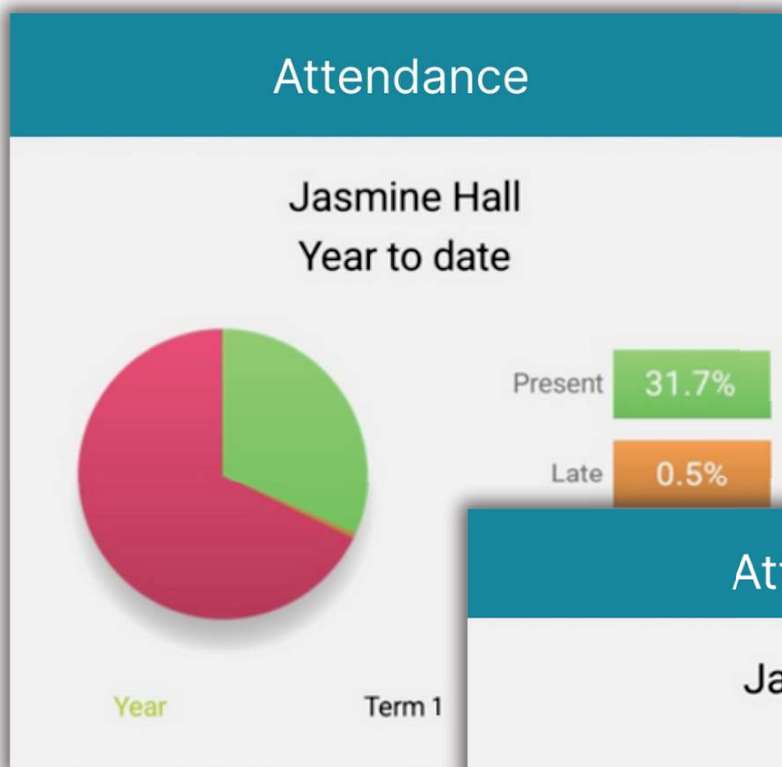 Attendance
Jasmine Hall
Year to date
Present 31.7%
Late 0.5%
Year Term 1